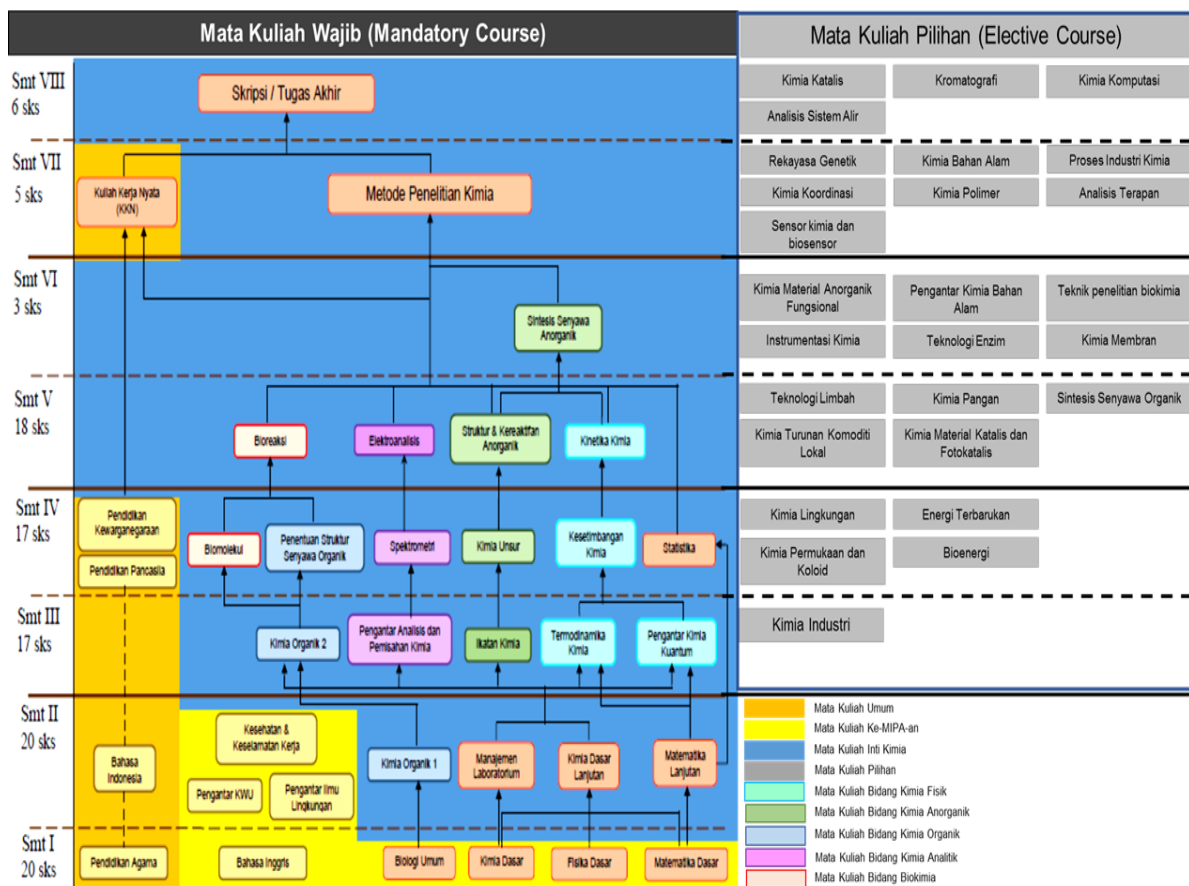 Mata Kuliah Wajib (Mandatory Course)
Mata Kuliah Pilihan (Elective Course)
Smt VIII
6 sks
Skripsi / Tugas Akhir
Kimia Katalis
Kromatografi
Kimia Komputasi
Analisis Sistem Alir
Smt VII
5 sks
Kuliah Kerja Nyata
(KKN)
Metode Penelitian Kimia
Rekayasa Genetik
Kimia Bahan Alam
Proses Industri Kimia
Kimia Koordinasi
Kimia Polimer
Analisis Terapan
Sensor kimia dan
biosensor
Smt VI
3 sks
Sintesis Senyawa
Anorganik
Kimia Material Anorganik
Fungsional
Pengantar Kimia Bahan
Alam
Teknik penelitian biokimia
Instrumentasi Kimia
Teknologi Enzim
Kimia Membran
Smt V
18 sks
Bioreaksi
Elektroanalisis
Struktur & Kereaktifan
Anorganik
Kinetika Kimia
Teknologi Limbah
Kimia Pangan
Sintesis Senyawa Organik
Kimia Turunan Komoditi
Lokal
Kimia Material Katalis dan
Fotokatalis
Smt IV
17 sks
Pendidikan
Kewarganegaraan
Pendidikan Pancasila
Biomolekul
Penentuan Struktur
Senyawa Organik
Spektrometri
Kimia Unsur
Kesetimbangan
Kimia
Statistika
Kimia Lingkungan
Energi Terbarukan
Kimia Permukaan dan
Koloid
Bioenergi
Smt III
17 sks
Kimia Organik 2
Pengantar Analisis dan
Pemisahan Kimia
Ikatan Kimia
Termodinamika
Kimia
Pengantar Kimia
Kuantum
Kimia Industri
Smt II
20 sks
Bahasa
Indonesia
Kesehatan &
Keselamatan Kerja
Pengantar KWU
Pengantar Ilmu
Lingkungan
Kimia Organik 1
Manajemen
Laboratorium
Kimia Dasar
Lanjutan
Matematika
Lanjutan
Smt I
20 sks
Pendidikan Agama
Bahasa Inggris
Biologi Umum
Kimia Dasar
Fisika Dasar
Matematika Dasar
Mata Kuliah Umum
Mata Kuliah Ke-MIPA-an
Mata Kuliah Inti Kimia
Mata Kuliah Pilihan
Mata Kuliah Bidang Kimia Fisik
Mata Kuliah Bidang Kimia Anorganik
Mata Kuliah Bidang Kimia Organik
Mata Kuliah Bidang Kimia Analitik
Mata Kuliah Bidang Biokimia